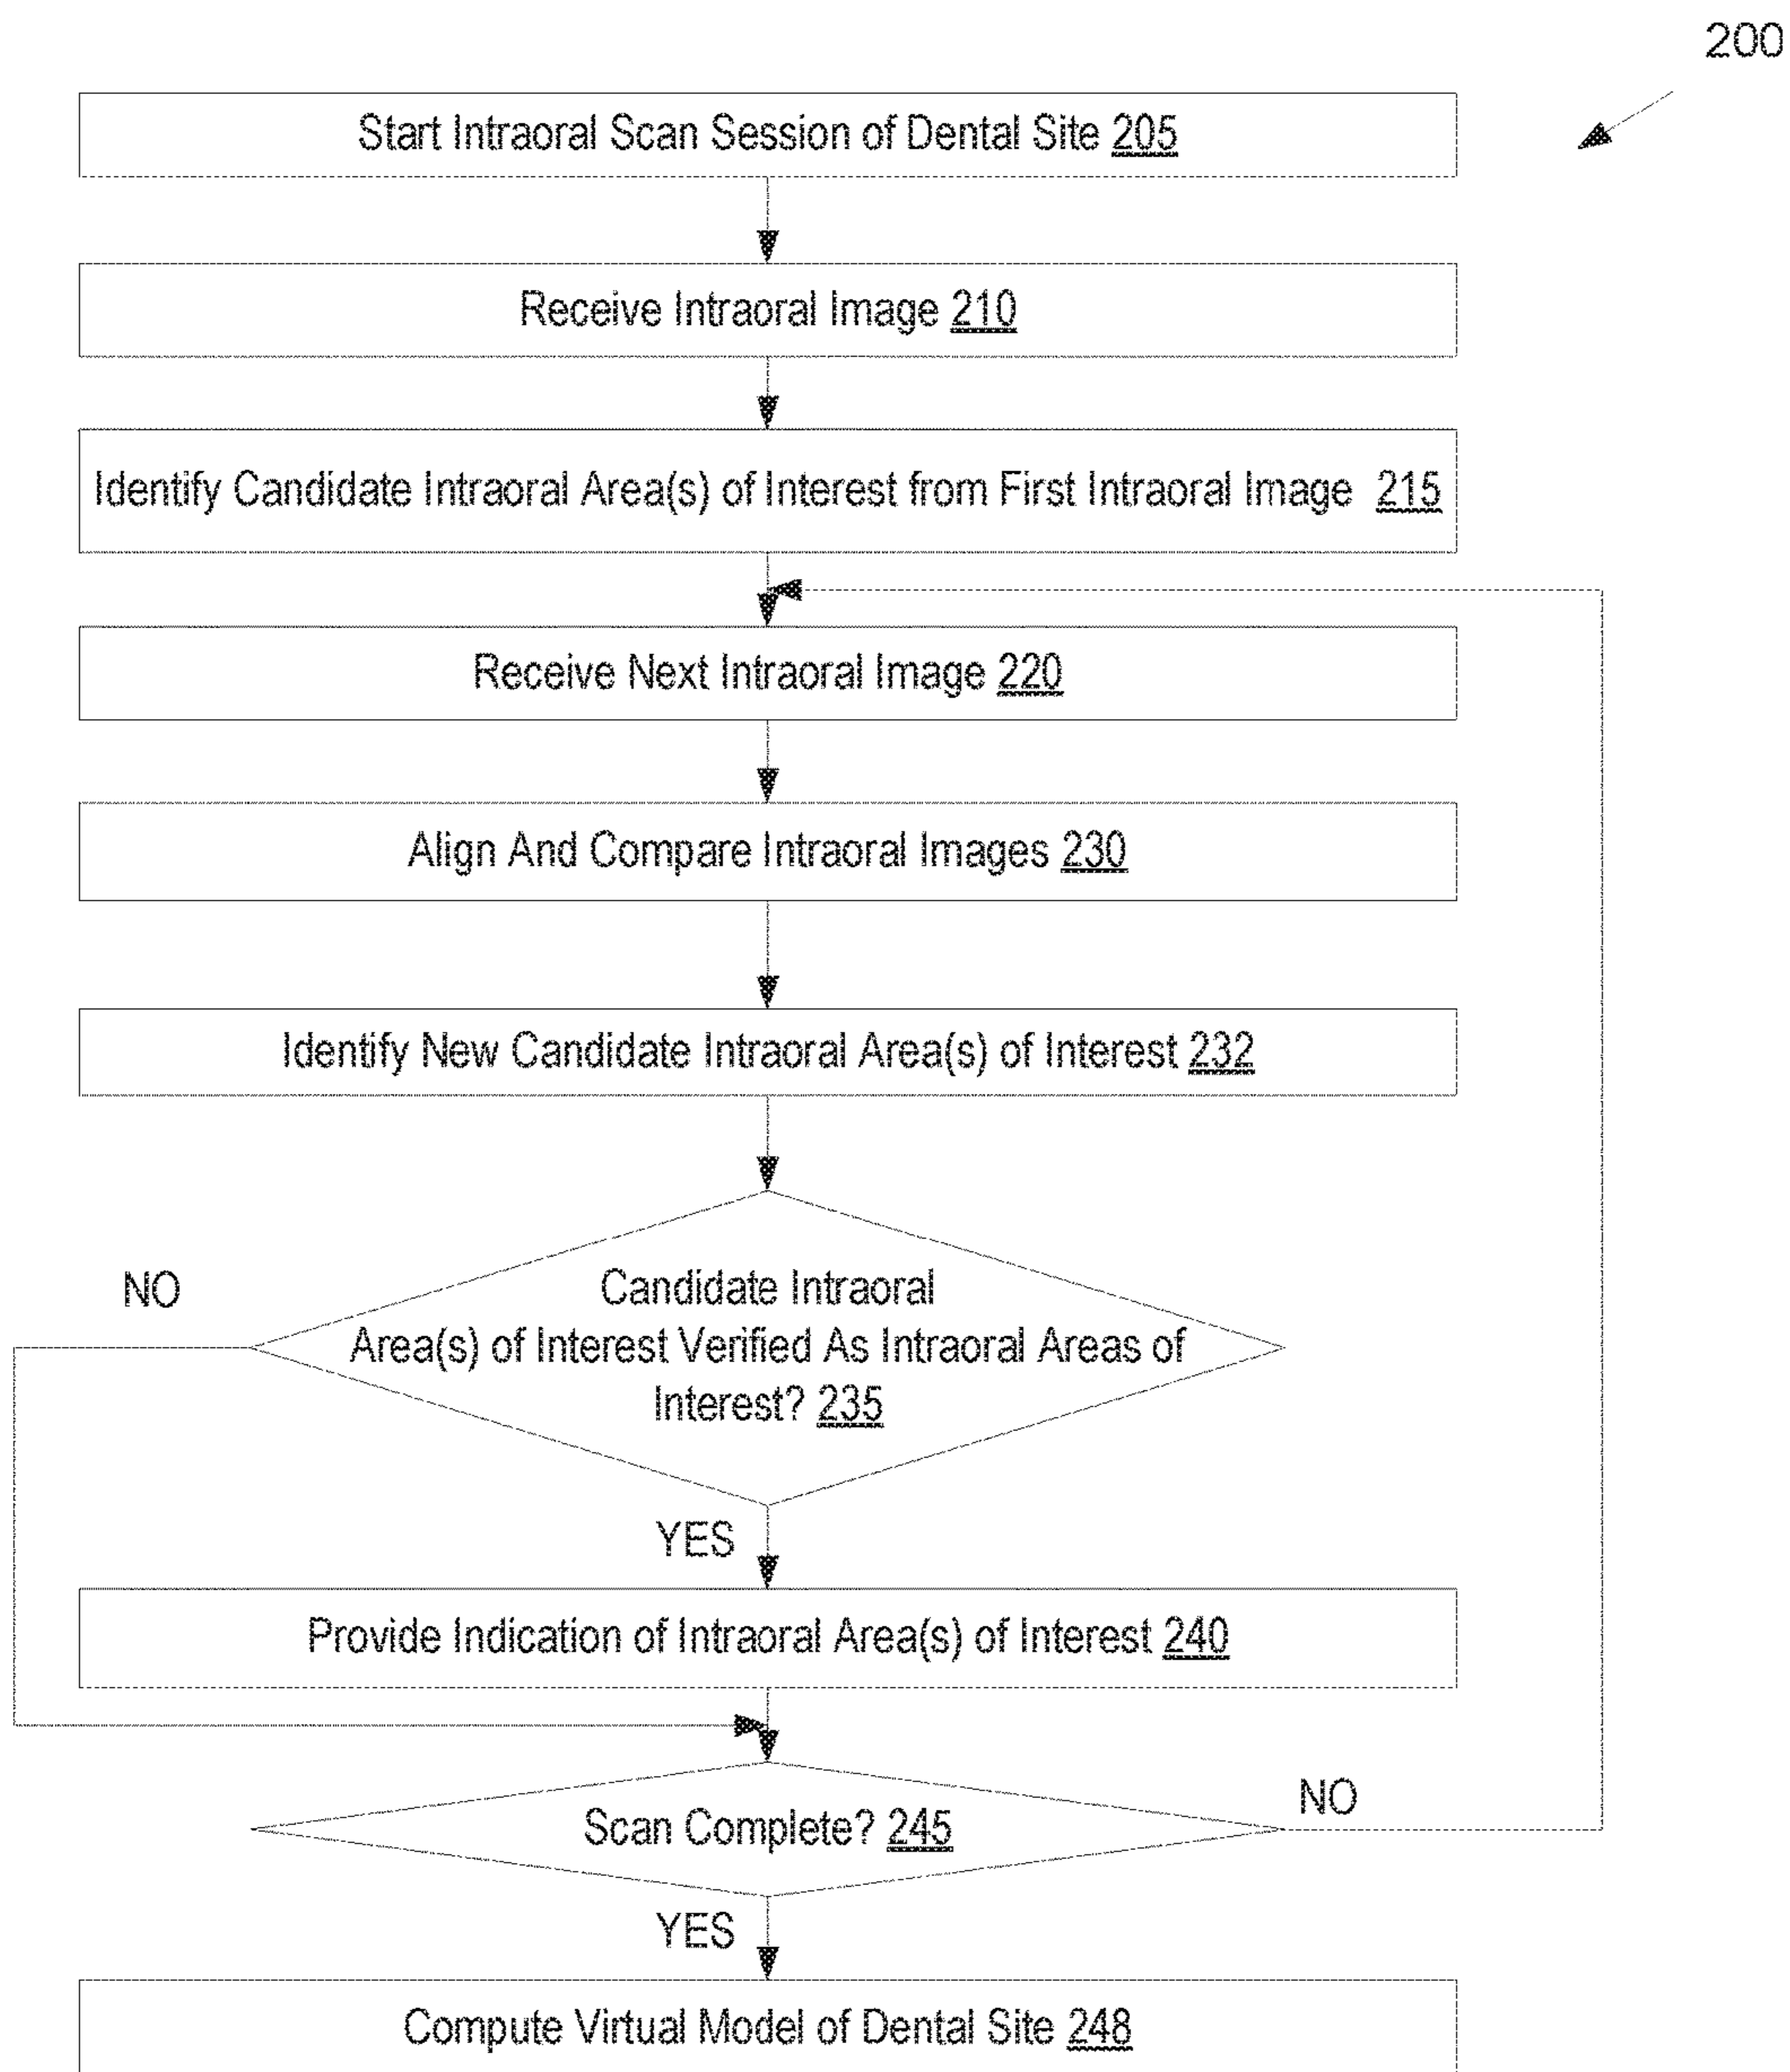 200
Start Intraoral Scan Session of Dental Site 205
Receive Intraoral Image 210
Identify Candidate Intraoral Area(s) of Interest from First Intraoral Image 215
Receive Next Intraoral Image 220
Align And Compare Intraoral Images 230
Identify New Candidate Intraoral Area(s) of Interest 232
NO
Candidate Intraoral
Area(s) of Interest Verified As Intraoral Areas of
Interest? 235
YES
Provide Indication of Intraoral Area(s) of Interest 240
NO
Scan Complete? 245
YES
Compute Virtual Model of Dental Site 248